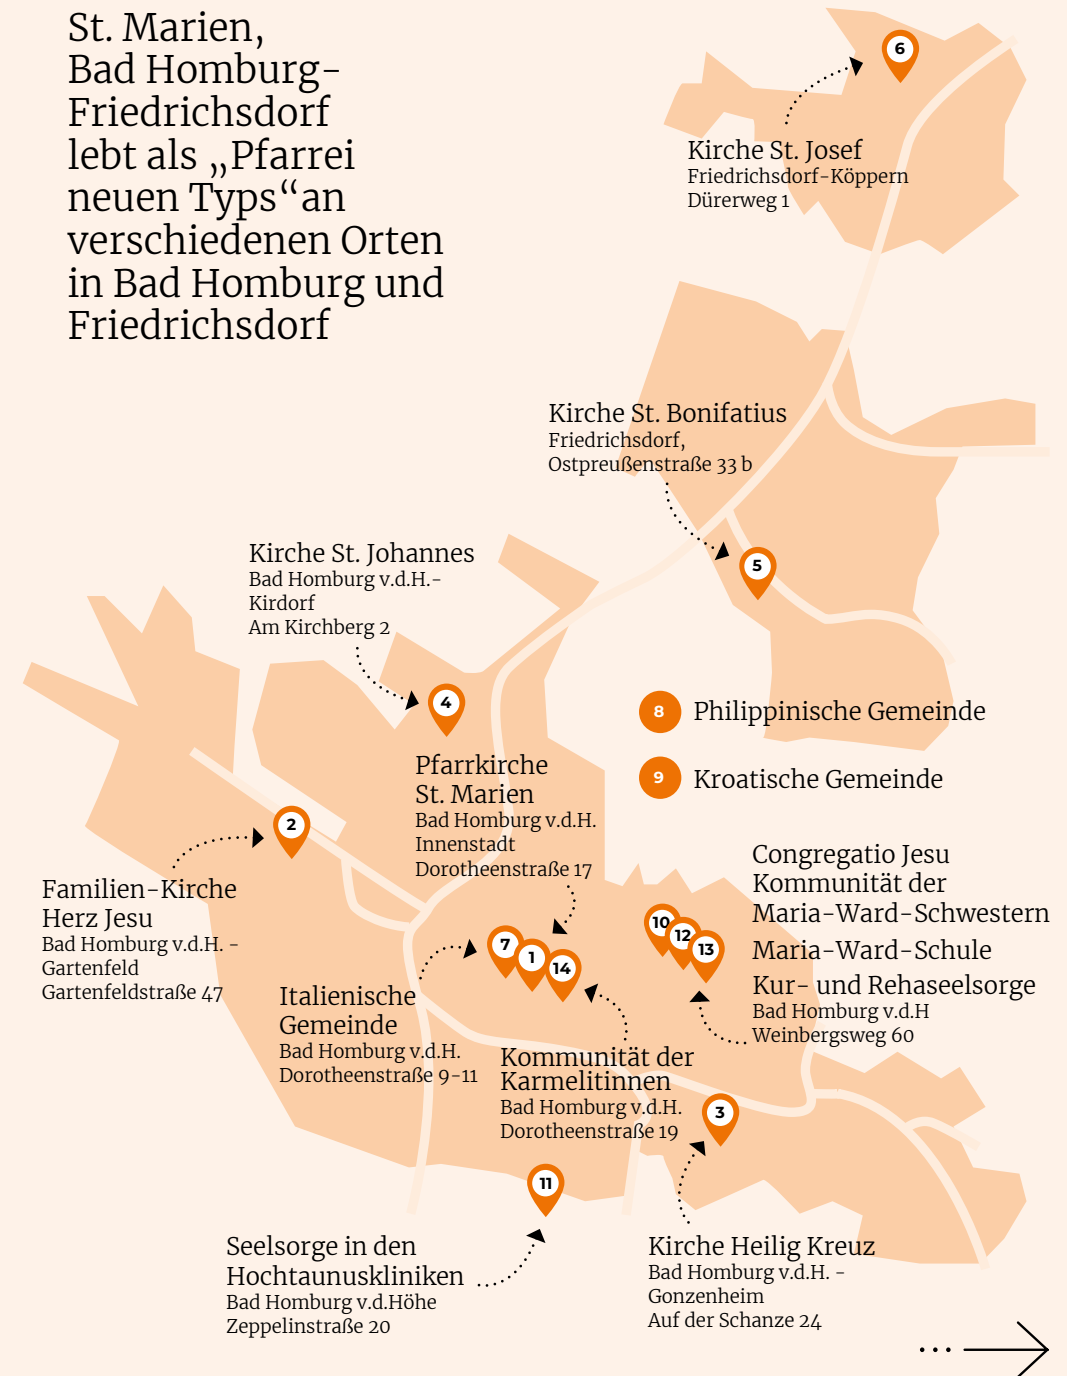 St. Marien,
Bad Homburg-
Friedrichsdorf
lebt als „Pfarrei
neuen Typs“an
verschiedenen Orten
in Bad Homburg und
Friedrichsdorf
6
Kirche St. Josef
Friedrichsdorf-Köppern
Dürerweg 1
Kirche St. Bonifatius
Friedrichsdorf,
Ostpreußenstraße 33 b
5
Kirche St. Johannes
Bad Homburg v.d.H.-
Kirdorf
Am Kirchberg 2
4
8 Philippinische Gemeinde
9 Kroatische Gemeinde
Pfarrkirche
St. Marien
Bad Homburg v.d.H.
Innenstadt
Dorotheenstraße 17
2
Familien-Kirche
Herz Jesu
Bad Homburg v.d.H. -
Gartenfeld
Gartenfeldstraße 47
Congregatio Jesu
Kommunität der
Maria-Ward-Schwestern
Maria-Ward-Schule
Kur- und Rehaseelsorge
Bad Homburg v.d.H
Weinbergsweg 60
10
12
13
7
1
14
Italienische
Gemeinde
Bad Homburg v.d.H.
Dorotheenstraße 9-11
Kommunität der
Karmelitinnen
Bad Homburg v.d.H.
Dorotheenstraße 19
3
11
Seelsorge in den
Hochtaunuskliniken
Bad Homburg v.d.Höhe
Zeppelinstraße 20
Kirche Heilig Kreuz
Bad Homburg v.d.H. -
Gonzenheim
Auf der Schanze 24